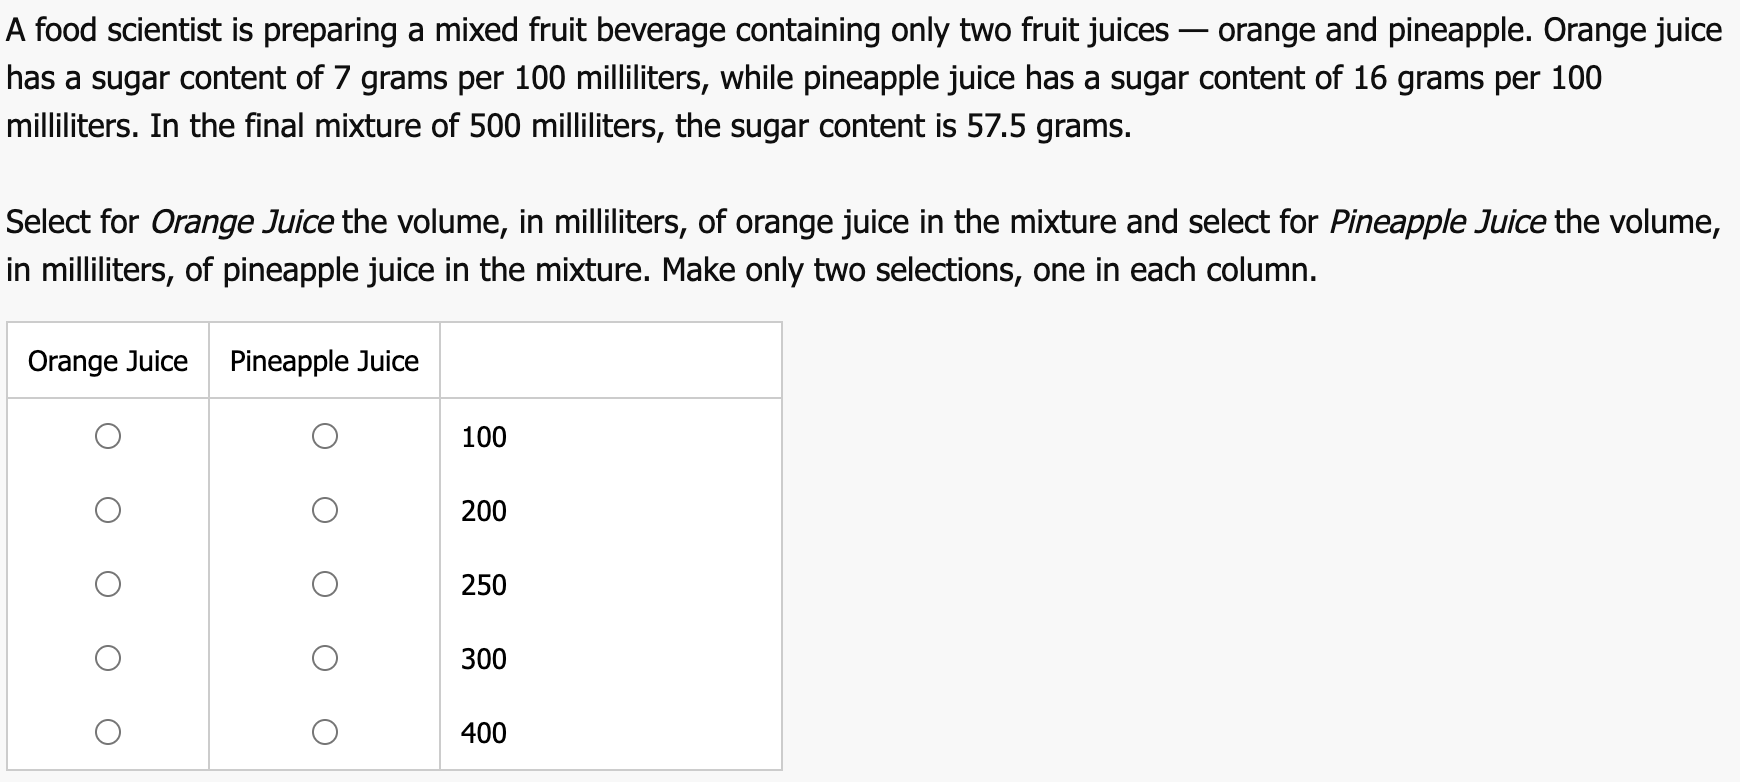 A food scientist is preparing a mixed fruit beverage containing only two fruit juices — orange and pineapple. Orange juice
has a sugar content of 7 grams per 100 milliliters, while pineapple juice has a sugar content of 16 grams per 100
milliliters. In the final mixture of 500 milliliters, the sugar content is 57.5 grams.
Select for Orange Juice the volume, in milliliters, of orange juice in the mixture and select for Pineapple Juice the volume,
in milliliters, of pineapple juice in the mixture. Make only two selections, one in each column.
Orange Juice Pineapple Juice
100
200
250
300
400